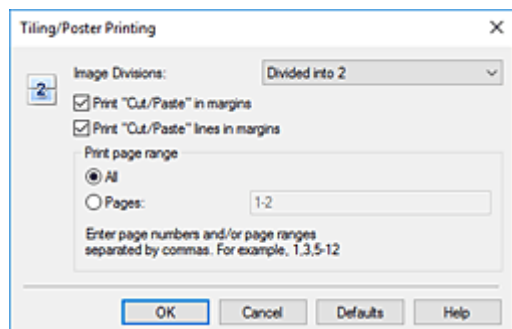 Tiling/Poster Printing
2
Image Divisions: Divided into 2
Print "Cut/Paste" in margins
Print "Cut/Paste" lines in margins
Print page range
All
Pages: 1-2
Enter page numbers and/or page ranges
separated by commas. For example, 1,3,5-12
OK Cancel Defaults Help